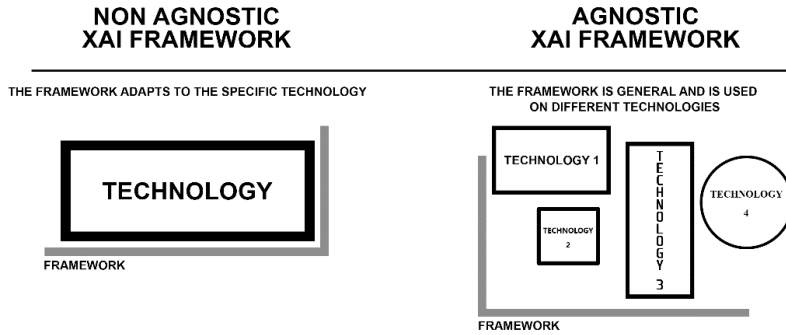 NON AGNOSTIC
XAI FRAMEWORK
THE FRAMEWORK ADAPTS TO THE SPECIFIC TECHNOLOGY
TECHNOLOGY
FRAMEWORK
AGNOSTIC
XAI FRAMEWORK
THE FRAMEWORK IS GENERAL AND IS USED
ON DIFFERENT TECHNOLOGIES
TECHNOLOGY 1
TECHNOLOGY
2
TECHNOLOGY 3
TECHNOLOGY
4
FRAMEWORK